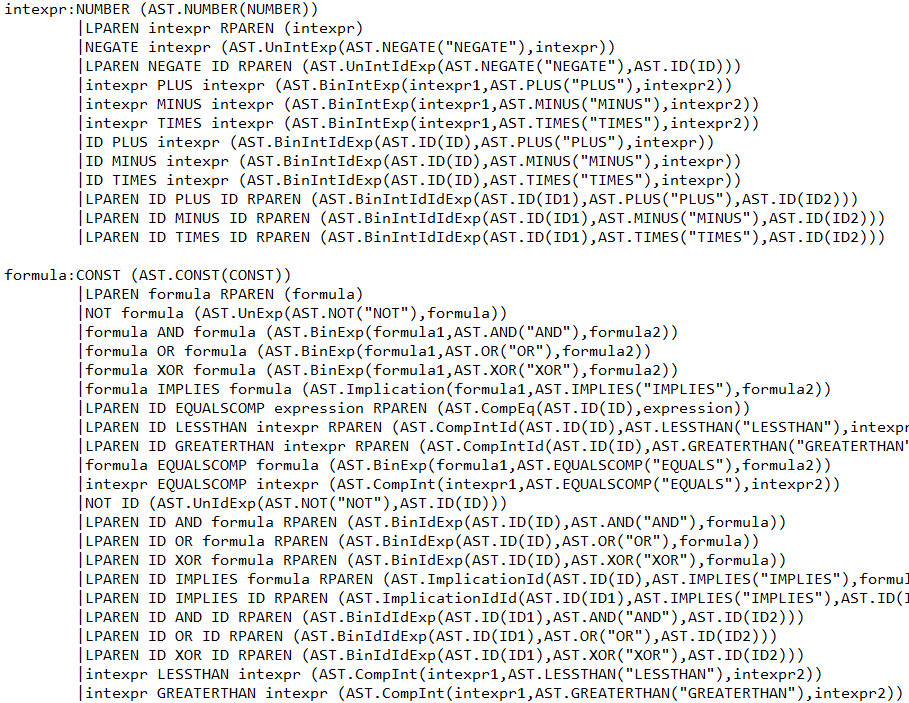 intexpr:NUMBER (AST.NUMBER(NUMBER))
|LPAREN intexpr RPAREN (intexpr)
|NEGATE intexpr (AST.UnIntExp(AST.NEGATE("NEGATE"),intexpr))
|LPAREN NEGATE ID RPAREN (AST.UnIntIdExp(AST.NEGATE("NEGATE"),AST.ID(ID)))
|intexpr PLUS intexpr (AST.BinIntExp(intexpr1,AST.PLUS("PLUS"),intexpr2))
|intexpr MINUS intexpr (AST.BinIntExp(intexpr1,AST.MINUS("MINUS"),intexpr2))
|intexpr TIMES intexpr (AST.BinIntExp(intexpr1,AST.TIMES("TIMES"),intexpr2))
|ID PLUS intexpr (AST.BinIntIdExp(AST.ID(ID),AST.PLUS("PLUS"),intexpr))
|ID MINUS intexpr (AST.BinIntIdExp(AST.ID(ID),AST.MINUS("MINUS"),intexpr))
|ID TIMES intexpr (AST.BinIntIdExp(AST.ID(ID),AST.TIMES("TIMES"),intexpr))
|LPAREN ID PLUS ID RPAREN (AST.BinIntIdIdExp(AST.ID(ID1),AST.PLUS("PLUS"),AST.ID(ID2)))
|LPAREN ID MINUS ID RPAREN (AST.BinIntIdIdExp(AST.ID(ID1),AST.MINUS("MINUS"),AST.ID(ID2)))
|LPAREN ID TIMES ID RPAREN (AST.BinIntIdIdExp(AST.ID(ID1),AST.TIMES("TIMES"),AST.ID(ID2)))
formula:CONST (AST.CONST(CONST))
|LPAREN formula RPAREN (formula)
|NOT formula (AST.UnExp(AST.NOT("NOT"),formula))
|formula AND formula (AST.BinExp(formula1,AST.AND("AND"),formula2))
|formula OR formula (AST.BinExp(formula1,AST.OR("OR"),formula2))
|formula XOR formula (AST.BinExp(formula1,AST.XOR("XOR"),formula2))
|formula IMPLIES formula (AST.Implication(formula1,AST.IMPLIES("IMPLIES"),formula2))
|LPAREN ID EQUALSCOMP expression RPAREN (AST.CompEq(AST.ID(ID),expression))
|LPAREN ID LESSTHAN intexpr RPAREN (AST.CompIntId(AST.ID(ID),AST.LESSTHAN("LESSTHAN"),intexpr
|LPAREN ID GREATERTHAN intexpr RPAREN (AST.CompIntId(AST.ID(ID),AST.GREATERTHAN("GREATERTHAN"
|formula EQUALSCOMP formula (AST.BinExp(formula1,AST.EQUALSCOMP("EQUALS"),formula2))
|intexpr EQUALSCOMP intexpr (AST.CompInt(intexpr1,AST.EQUALSCOMP("EQUALS"),intexpr2))
|NOT ID (AST.UnIdExp(AST.NOT("NOT"),AST.ID(ID)))
|LPAREN ID AND formula RPAREN (AST.BinIdExp(AST.ID(ID),AST.AND("AND"),formula))
|LPAREN ID OR formula RPAREN (AST.BinIdExp(AST.ID(ID),AST.OR("OR"),formula))
|LPAREN ID XOR formula RPAREN (AST.BinIdExp(AST.ID(ID),AST.XOR("XOR"),formula))
|LPAREN ID IMPLIES formula RPAREN (AST.ImplicationId(AST.ID(ID),AST.IMPLIES("IMPLIES"),formul
|LPAREN ID IMPLIES ID RPAREN (AST.ImplicationIdId(AST.ID(ID1),AST.IMPLIES("IMPLIES"),AST.ID(I
|LPAREN ID AND ID RPAREN (AST.BinIdIdExp(AST.ID(ID1),AST.AND("AND"),AST.ID(ID2)))
|LPAREN ID OR ID RPAREN (AST.BinIdIdExp(AST.ID(ID1),AST.OR("OR"),AST.ID(ID2)))
|LPAREN ID XOR ID RPAREN (AST.BinIdIdExp(AST.ID(ID1),AST.XOR("XOR"),AST.ID(ID2)))
|intexpr LESSTHAN intexpr (AST.CompInt(intexpr1,AST.LESSTHAN("LESSTHAN"),intexpr2))
|intexpr GREATERTHAN intexpr (AST.CompInt(intexpr1,AST.GREATERTHAN("GREATERTHAN"),intexpr2))